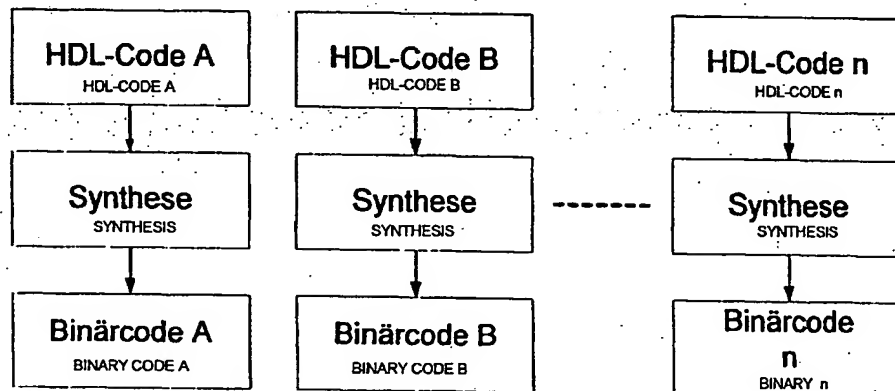 HDL-Code A
HDL-CODE A
HDL-Code B
HDL-CODE B
HDL-Code n
HDL-CODE n
Synthese
SYNTHESIS
Synthese
SYNTHESIS
Synthese
SYNTHESIS
Binärcode A
BINARY CODE A
Binärcode B
BINARY CODE B
Binärcode
n
BINARY n